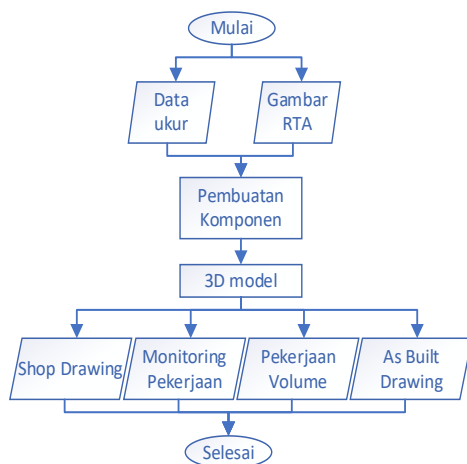 Mulai
Data
ukur
Gambar
RTA
Pembuatan
Komponen
3D model
Shop Drawing
Monitoring
Pekerjaan
Pekerjaan
Volume
As Built
Drawing
Selesai